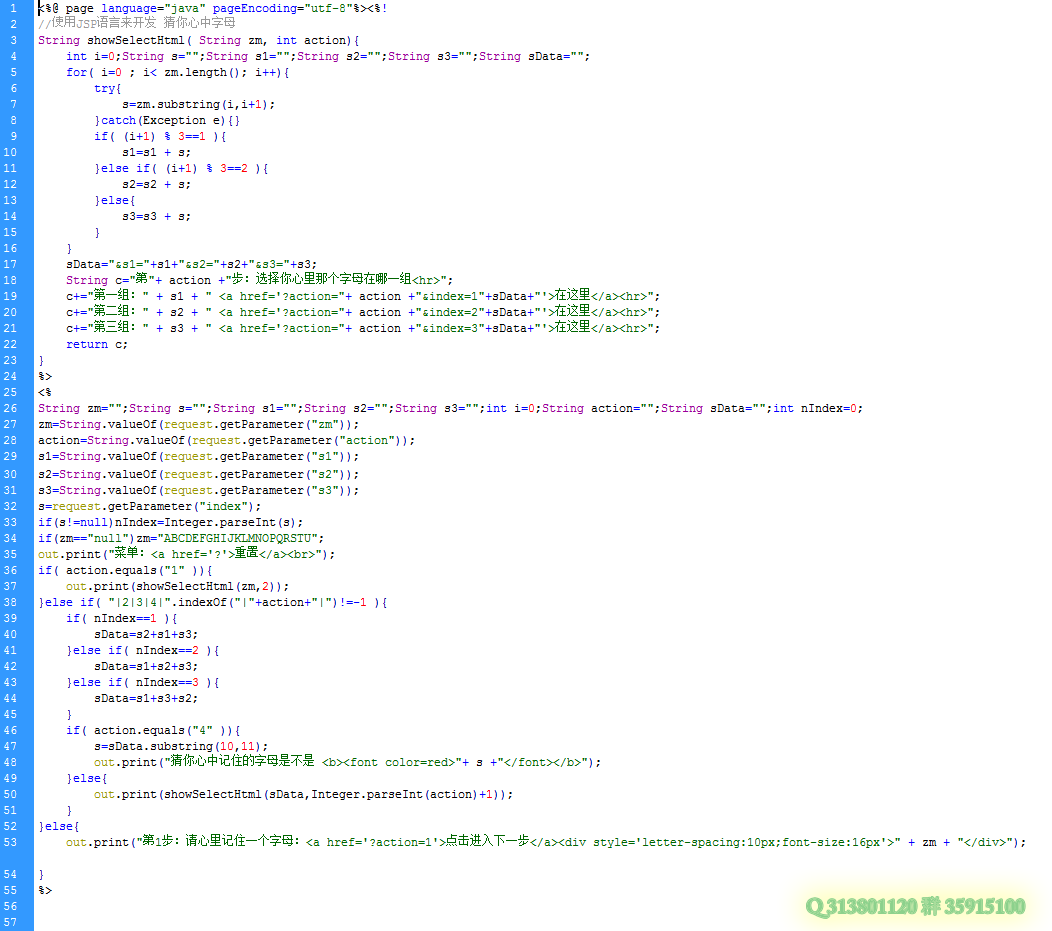 1 <%@ page language="java" pageEncoding="utf-8"%><%!
2 //使用JSP语言来开发 猜你心中字母
3 String showSelectHtml( String zm, int action){
4     int i=0;String s="";String s1="";String s2="";String s3="";String sData="";
5     for( i=0 ; i< zm.length(); i++){
6         try{
7             s=zm.substring(i,i+1);
8         }catch(Exception e){}
9         if( (i+1) % 3==1 ){
10             s1=s1 + s;
11         }else if( (i+1) % 3==2 ){
12             s2=s2 + s;
13         }else{
14             s3=s3 + s;
15         }
16     }
17     sData="&s1="+s1+"&s2="+s2+"&s3="+s3;
18     String c="第"+ action +"步：选择你心里那个字母在哪一组<hr>";
19     c+="第一组：" + s1 + " <a href='?action="+ action +"&index=1"+sData+"'>在这里</a><hr>";
20     c+="第二组：" + s2 + " <a href='?action="+ action +"&index=2"+sData+"'>在这里</a><hr>";
21     c+="第三组：" + s3 + " <a href='?action="+ action +"&index=3"+sData+"'>在这里</a><hr>";
22     return c;
23 }
24 %>
25 <%
26 String zm="";String s="";String s1="";String s2="";String s3="";int i=0;String action="";String sData="";int nIndex=0;
27 zm=String.valueOf(request.getParameter("zm"));
28 action=String.valueOf(request.getParameter("action"));
29 s1=String.valueOf(request.getParameter("s1"));
30 s2=String.valueOf(request.getParameter("s2"));
31 s3=String.valueOf(request.getParameter("s3"));
32 s=request.getParameter("index");
33 if(s!=null)nIndex=Integer.parseInt(s);
34 if(zm=="null")zm="ABCDEFGHIJKLMNOPQRSTU";
35 out.print("菜单：<a href='?'>重置</a><br>");
36 if( action.equals("1" )){
37     out.print(showSelectHtml(zm,2));
38 }else if( "|2|3|4|".indexOf("|"+action+"|")!=-1 ){
39     if( nIndex==1 ){
40         sData=s2+s1+s3;
41     }else if( nIndex==2 ){
42         sData=s1+s2+s3;
43     }else if( nIndex==3 ){
44         sData=s1+s3+s2;
45     }
46     if( action.equals("4" )){
47         s=sData.substring(10,11);
48         out.print("猜你心中记住的字母是不是 <b><font color=red>"+ s +"</font></b>");
49     }else{
50         out.print(showSelectHtml(sData,Integer.parseInt(action)+1));
51     }
52 }else{
53     out.print("第1步：请心里记住一个字母：<a href='?action=1'>点击进入下一步</a><div style='letter-spacing:10px;font-size:16px'>" + zm + "</div>");
54 }
55 %>
56
57
Q 313801120 群 35915100